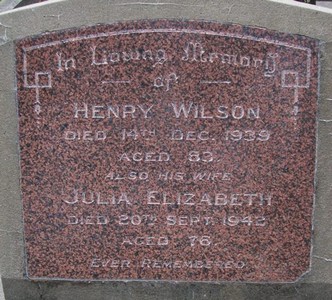 In Loving Memory
of
HENRY WILSON
DIED 14TH DEC. 1939
AGED 83
ALSO HIS WIFE
JULIA ELIZABETH
DIED 20TH SEPT. 1942
AGED 76
EVER REMEMBERED